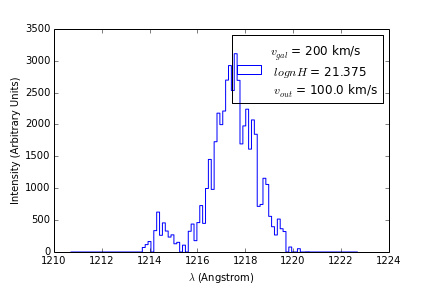 3500
3000
2500
2000
1500
1000
500
0
Intensity (Arbitrary Units)
v_gal = 200 km/s
lognH = 21.375
v_out = 100.0 km/s
1210 1212 1214 1216 1218 1220 1222 1224
λ (Angstrom)